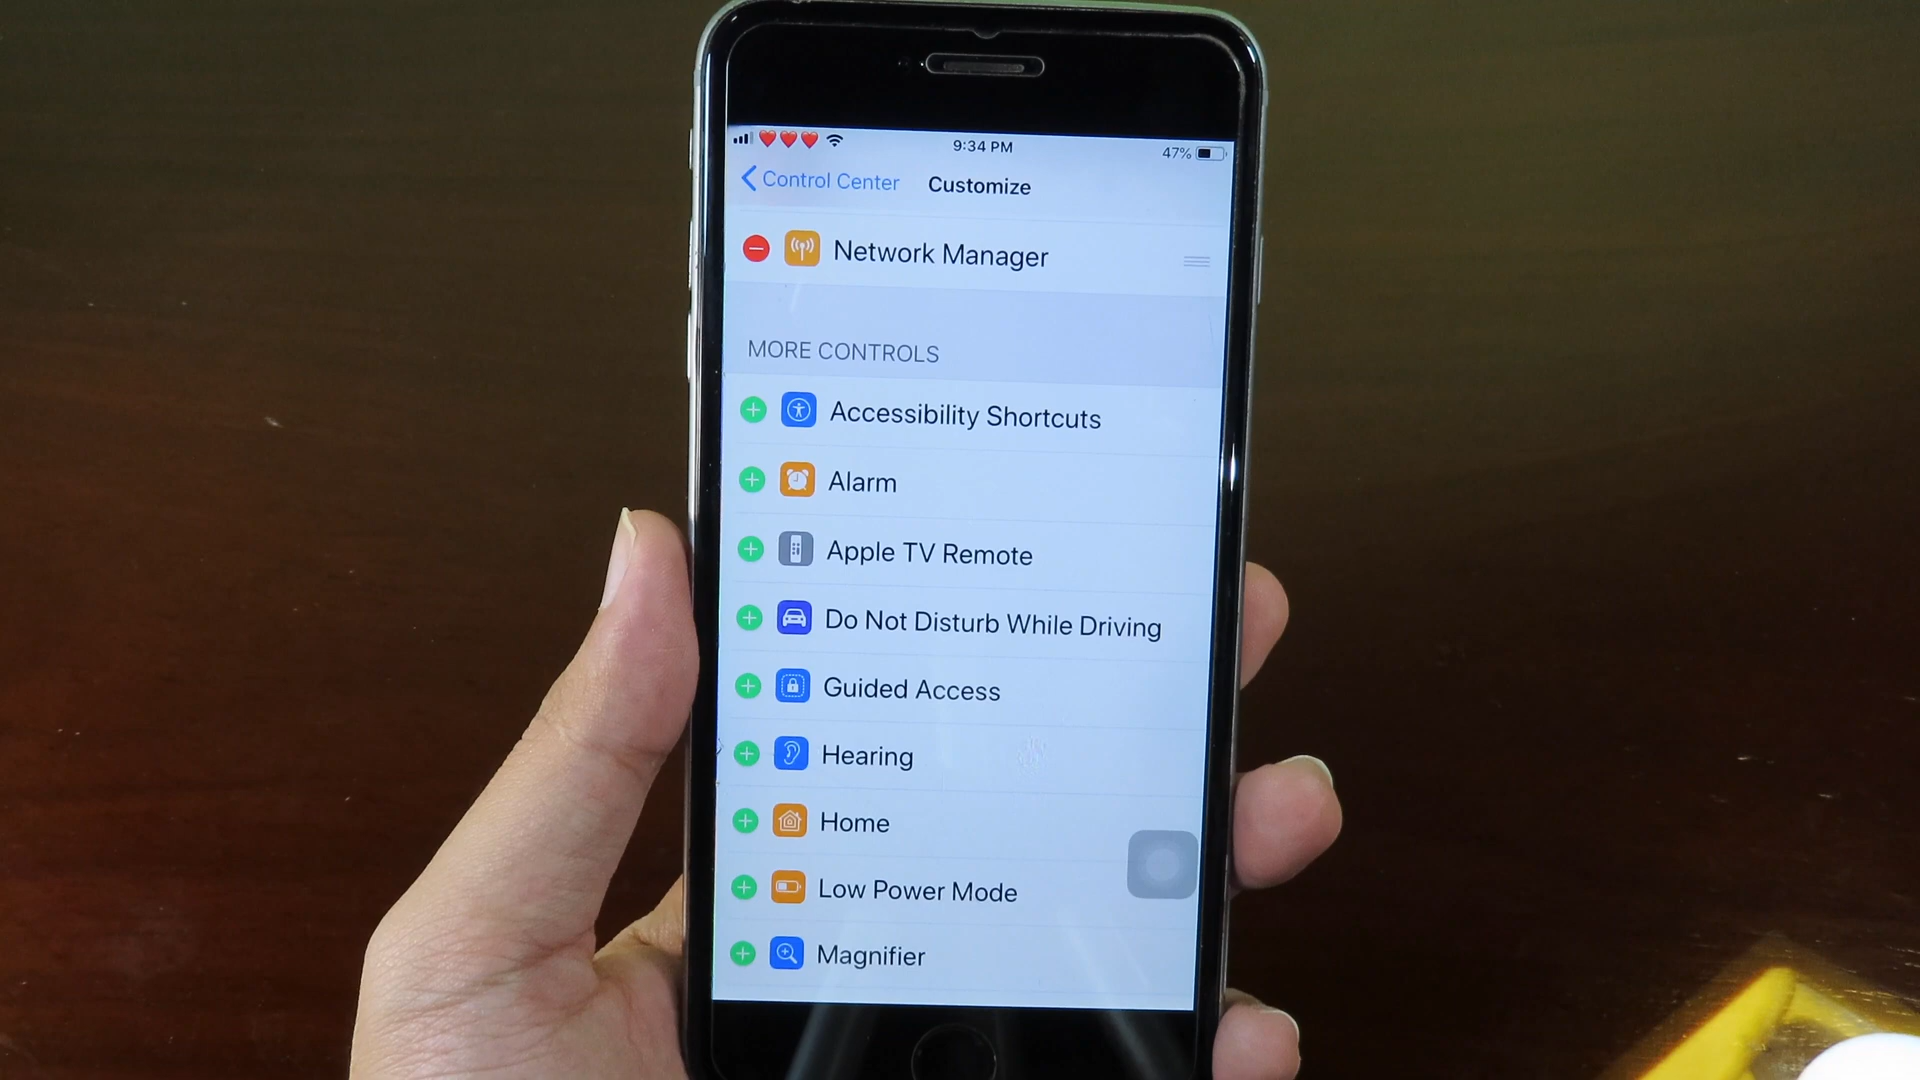 9:34 PM
47%
Control Center
Customize
Network Manager
MORE CONTROLS
Accessibility Shortcuts
Alarm
Apple TV Remote
Do Not Disturb While Driving
Guided Access
Hearing
Home
Low Power Mode
Magnifier